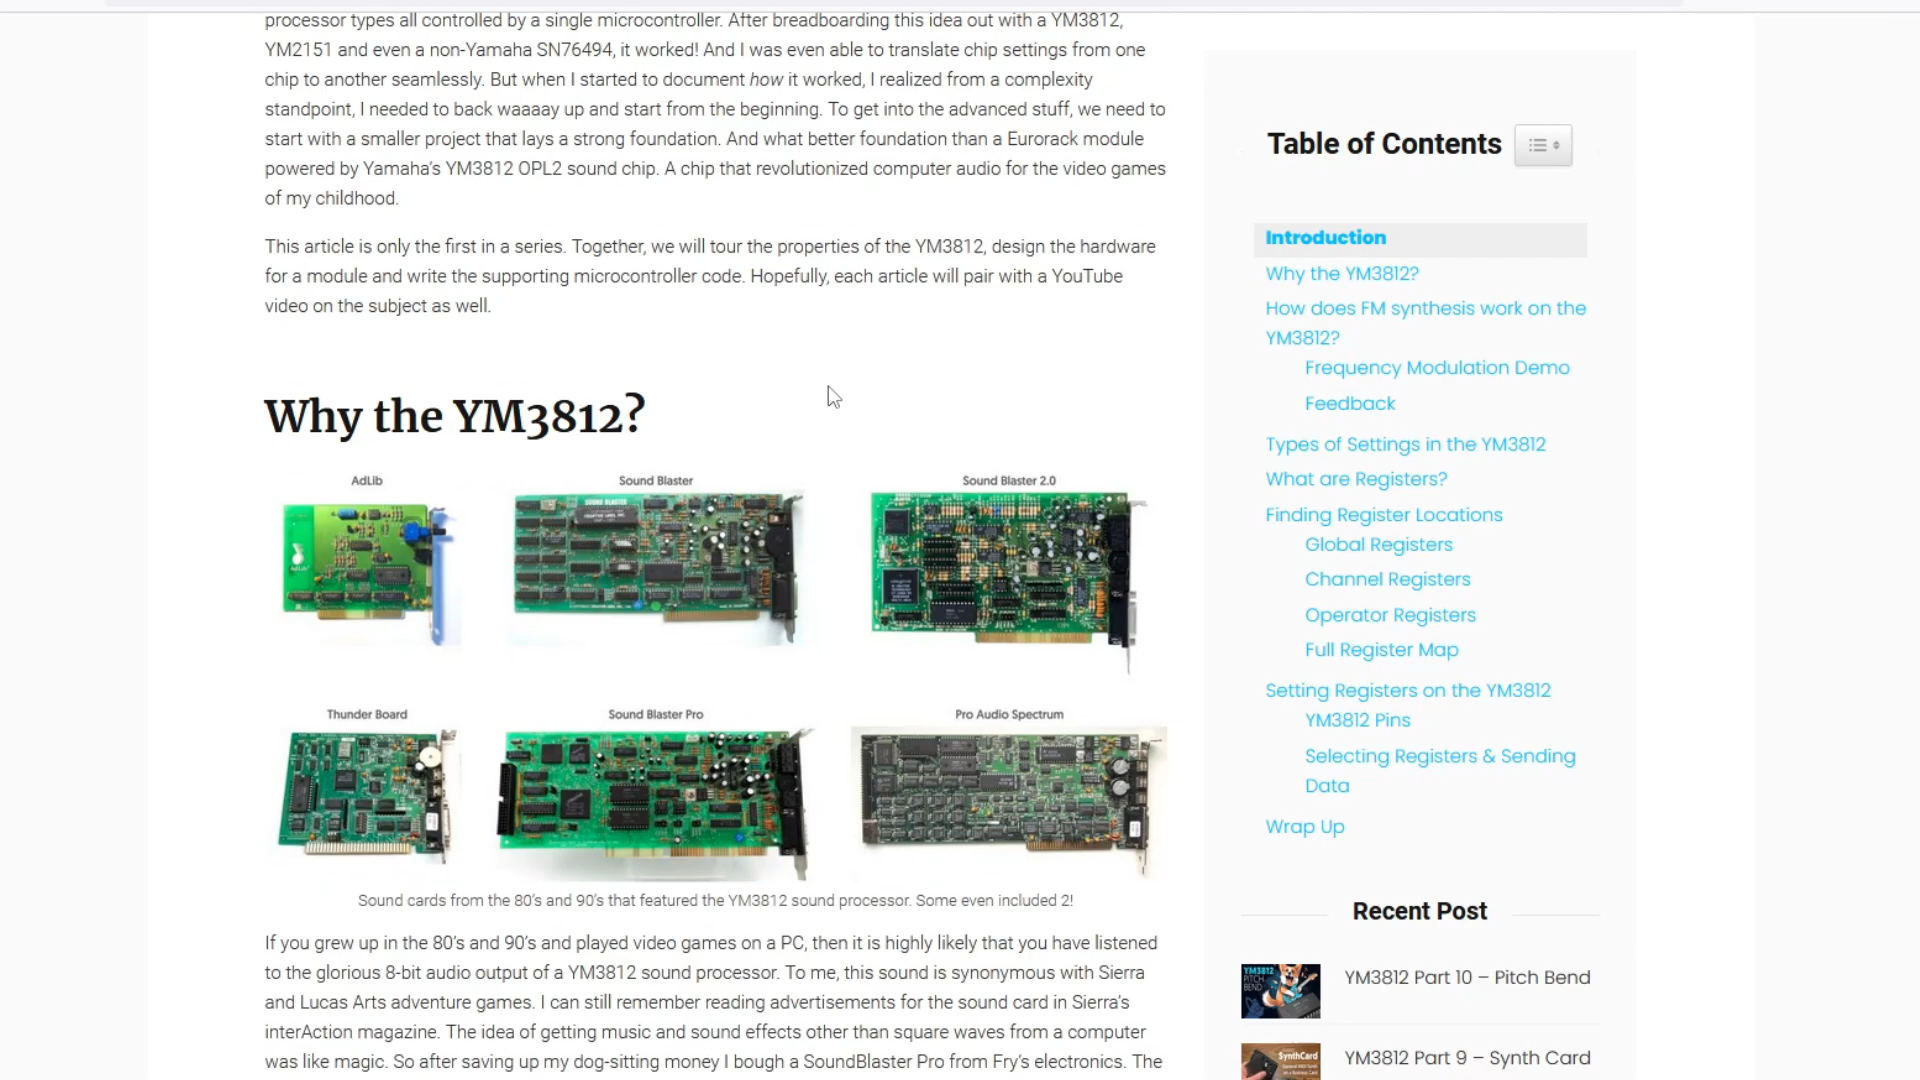 processor types all controlled by a single microcontroller. After breadboarding this idea out with a YM3812,
YM2151 and even a non-Yamaha SN76494, it worked! And I was even able to translate chip settings from one
chip to another seamlessly. But when I started to document how it worked, I realized from a complexity
standpoint, I needed to back waaaay up and start from the beginning. To get into the advanced stuff, we need to
start with a smaller project that lays a strong foundation. And what better foundation than a Eurorack module
powered by Yamaha's YM3812 OPL2 sound chip. A chip that revolutionized computer audio for the video games
of my childhood.
This article is only the first in a series. Together, we will tour the properties of the YM3812, design the hardware
for a module and write the supporting microcontroller code. Hopefully, each article will pair with a YouTube
video on the subject as well.
Why the YM3812?
AdLib
Sound Blaster
Sound Blaster 2.0
SOUND BLASTER
Thunder Board
Sound Blaster Pro
Pro Audio Spectrum
Sound cards from the 80's and 90's that featured the YM3812 sound processor. Some even included 2!
If you grew up in the 80's and 90's and played video games on a PC, then it is highly likely that you have listened
to the glorious 8-bit audio output of a YM3812 sound processor. To me, this sound is synonymous with Sierra
and Lucas Arts adventure games. I can still remember reading advertisements for the sound card in Sierra's
interAction magazine. The idea of getting music and sound effects other than square waves from a computer
was like magic. So after saving up my dog-sitting money I bough a SoundBlaster Pro from Fry's electronics. The
Table of Contents
Introduction
Why the YM3812?
How does FM synthesis work on the
YM3812?
Frequency Modulation Demo
Feedback
Types of Settings in the YM3812
What are Registers?
Finding Register Locations
Global Registers
Channel Registers
Operator Registers
Full Register Map
Setting Registers on the YM3812
YM3812 Pins
Selecting Registers & Sending
Data
Wrap Up
Recent Post
YM3812
PITCH
BEND
YM3812 Part 10 – Pitch Bend
SynthCard
YM3812 Part 9 – Synth Card